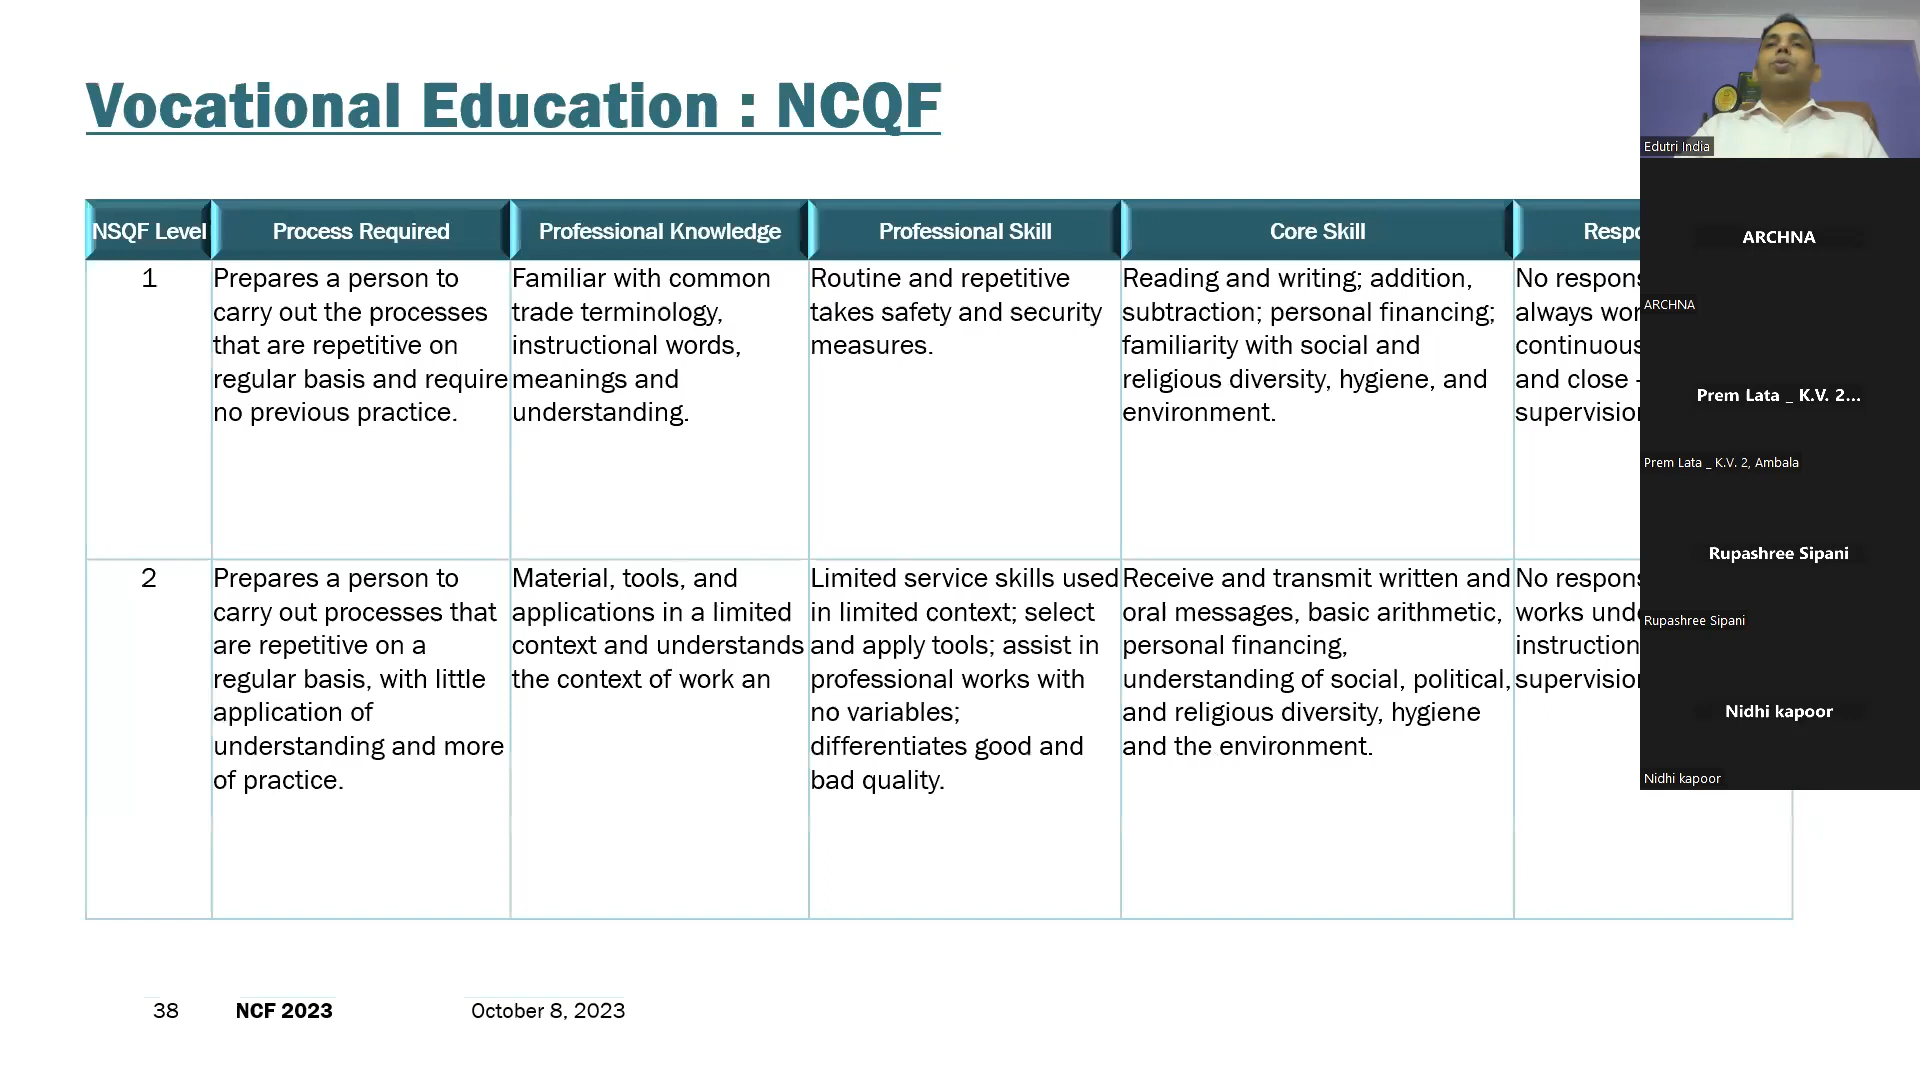 Vocational Education : NCQF
NSQF Level
Process Required
Professional Knowledge
Professional Skill
Core Skill
1
Prepares a person to
carry out the processes
that are repetitive on
regular basis and require
no previous practice.
Familiar with common
trade terminology,
instructional words,
meanings and
understanding.
Routine and repetitive
takes safety and security
measures.
Reading and writing; addition,
subtraction; personal financing;
familiarity with social and
religious diversity, hygiene, and
environment.
No
always
and close -
2
Prepares a person to
carry out processes that
are repetitive on a
regular basis, with little
application of
understanding and more
of practice.
Material, tools, and
applications in a limited
context and understands
the context of work an
Limited service skills used
in limited context; select
and apply tools; assist in
professional works with
no variables;
differentiates good and
bad quality.
Receive and transmit written and
oral messages, basic arithmetic,
personal financing,
understanding of social, political,
and religious diversity, hygiene
and the environment.
No
works
instruction
38
NCF 2023
October 8, 2023
Edutri India
ARCHNA
ARCHNA
Prem Lata _ K.V. 2...
Prem Lata _ K.V. 2, Ambala
Rupashree Sipani
Rupashree Sipani
Nidhi kapoor
Nidhi kapoor